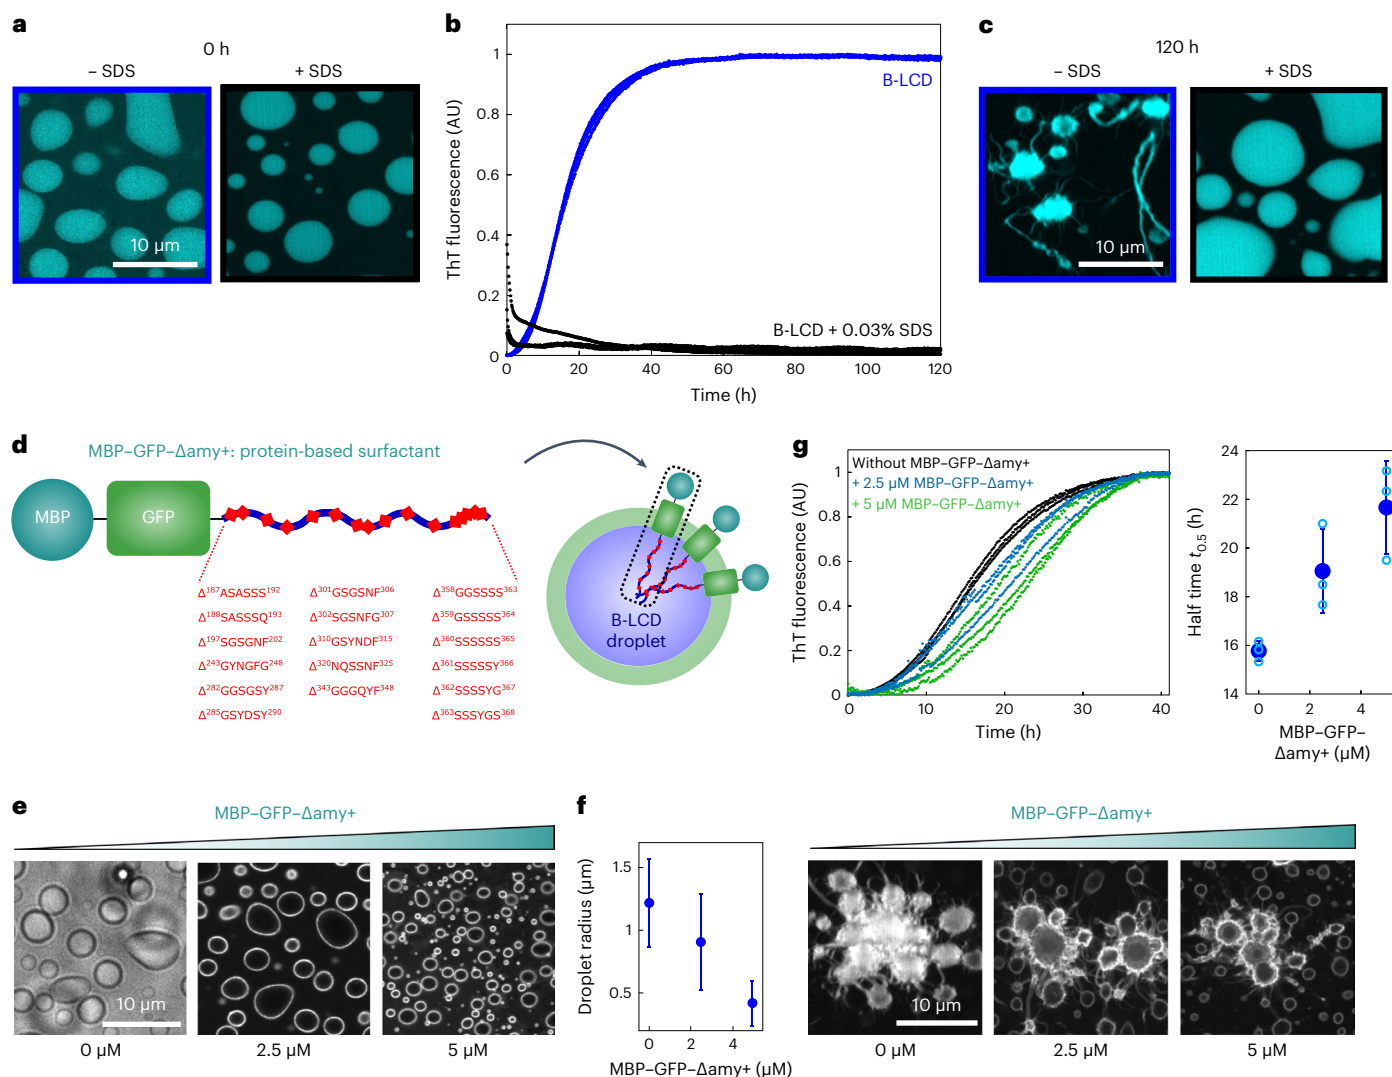 a
0 h
– SDS
+ SDS
10 µm
b
ThT fluorescence (AU)
1
0.8
0.6
0.4
0.2
0
B-LCD
B-LCD + 0.03% SDS
0 20 40 60 80 100 120
Time (h)
c
120 h
– SDS
+ SDS
10 µm
d
MBP–GFP–Δamy+: protein-based surfactant
MBP
GFP
Δ¹⁸⁷ASASSS¹⁹² Δ³⁰¹GSGSNF³⁰⁶ Δ³⁵⁸GGSSSS³⁶³
Δ¹⁸⁸SASSSQ¹⁹³ Δ³⁰²SGSNFG³⁰⁷ Δ³⁵⁹GSSSSS³⁶⁴
Δ¹⁹⁷SGSGNF²⁰² Δ³¹⁰GSYNDF³¹⁵ Δ³⁶⁰SSSSSS³⁶⁵
Δ²⁴³GYNGFG²⁴⁸ Δ³²⁰NQSSNF³²⁵ Δ³⁶¹SSSSSY³⁶⁶
Δ²⁸²GGSGSY²⁸⁷ Δ³⁴³GGGQYF³⁴⁸ Δ³⁶²SSSSYG³⁶⁷
Δ²⁸⁵GSYDSY²⁹⁰ Δ³⁶³SSSYGS³⁶⁸
B-LCD
droplet
g
ThT fluorescence (AU)
1
0.8
0.6
0.4
0.2
0
Without MBP–GFP–Δamy+
+ 2.5 µM MBP–GFP–Δamy+
+ 5 µM MBP–GFP–Δamy+
0 10 20 30 40
Time (h)
Half time t₀.₅ (h)
24
22
20
18
16
14
0 2 4
MBP–GFP–
Δamy+ (µM)
e
MBP–GFP–Δamy+
10 µm
0 µM
2.5 µM
5 µM
f
Droplet radius (µm)
1.5
1
0.5
0 2 4
MBP–GFP–Δamy+ (µM)
MBP–GFP–Δamy+
10 µm
0 µM
2.5 µM
5 µM